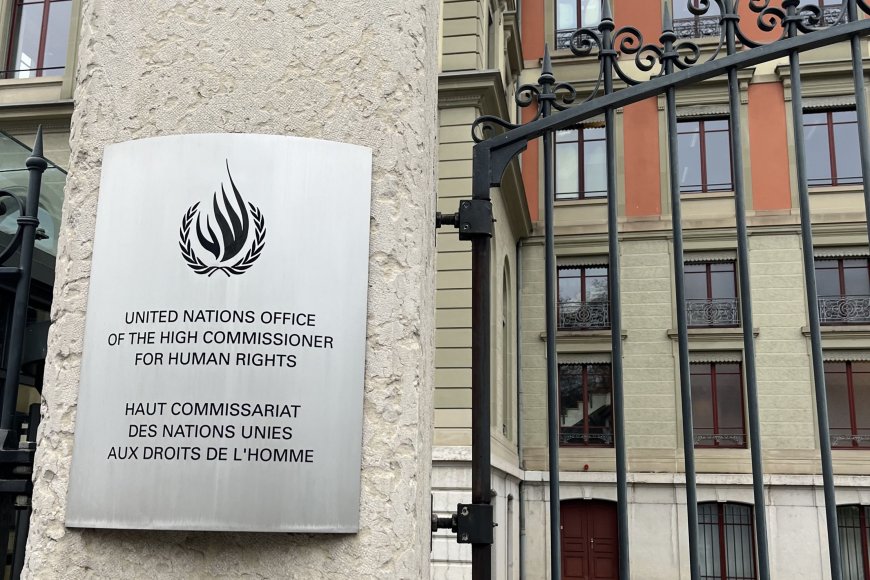 UNITED NATIONS OFFICE
OF THE HIGH COMMISSIONER
FOR HUMAN RIGHTS
HAUT COMMISSARIAT
DES NATIONS UNIES
AUX DROITS DE L'HOMME